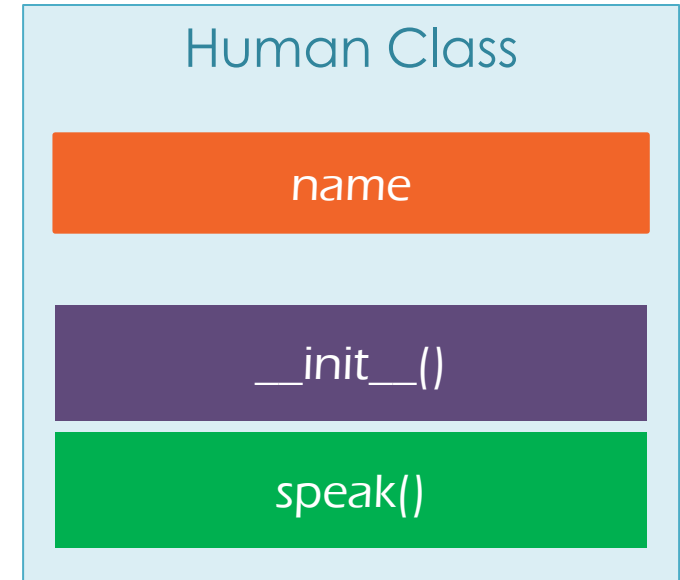 Human Class
name
__init__()
speak()